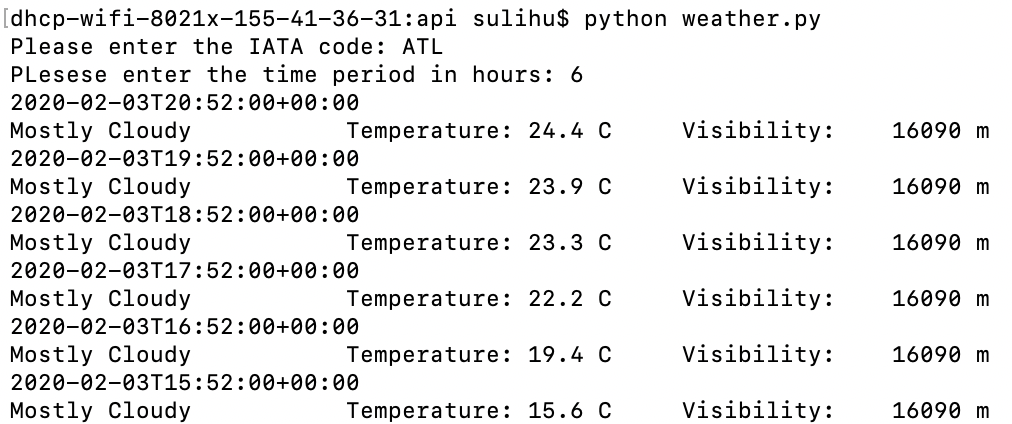 [dhcp-wifi-8021x-155-41-36-31:api sulihu$ python weather.py
Please enter the IATA code: ATL
PLesese enter the time period in hours: 6
2020-02-03T20:52:00+00:00
Mostly Cloudy Temperature: 24.4 C Visibility: 16090 m
2020-02-03T19:52:00+00:00
Mostly Cloudy Temperature: 23.9 C Visibility: 16090 m
2020-02-03T18:52:00+00:00
Mostly Cloudy Temperature: 23.3 C Visibility: 16090 m
2020-02-03T17:52:00+00:00
Mostly Cloudy Temperature: 22.2 C Visibility: 16090 m
2020-02-03T16:52:00+00:00
Mostly Cloudy Temperature: 19.4 C Visibility: 16090 m
2020-02-03T15:52:00+00:00
Mostly Cloudy Temperature: 15.6 C Visibility: 16090 m